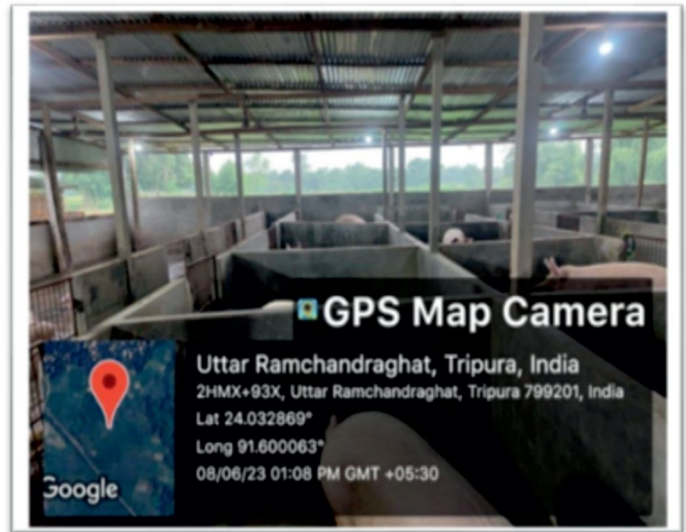 GPS Map Camera
Uttar Ramchandraghat, Tripura, India
2HMX+93X, Uttar Ramchandraghat, Tripura 799201, India
Lat 24.032869°
Long 91.600063°
08/06/23 01:08 PM GMT +05:30
Google